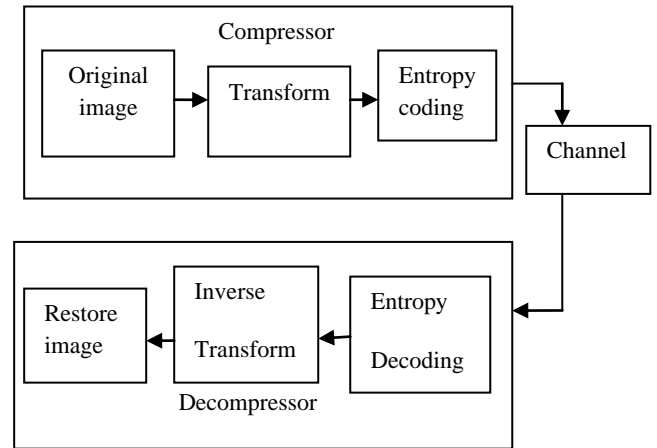 Compressor
Original
image
Transform
Entropy
coding
Channel
Restore
image
Inverse
Transform
Entropy
Decoding
Decompressor